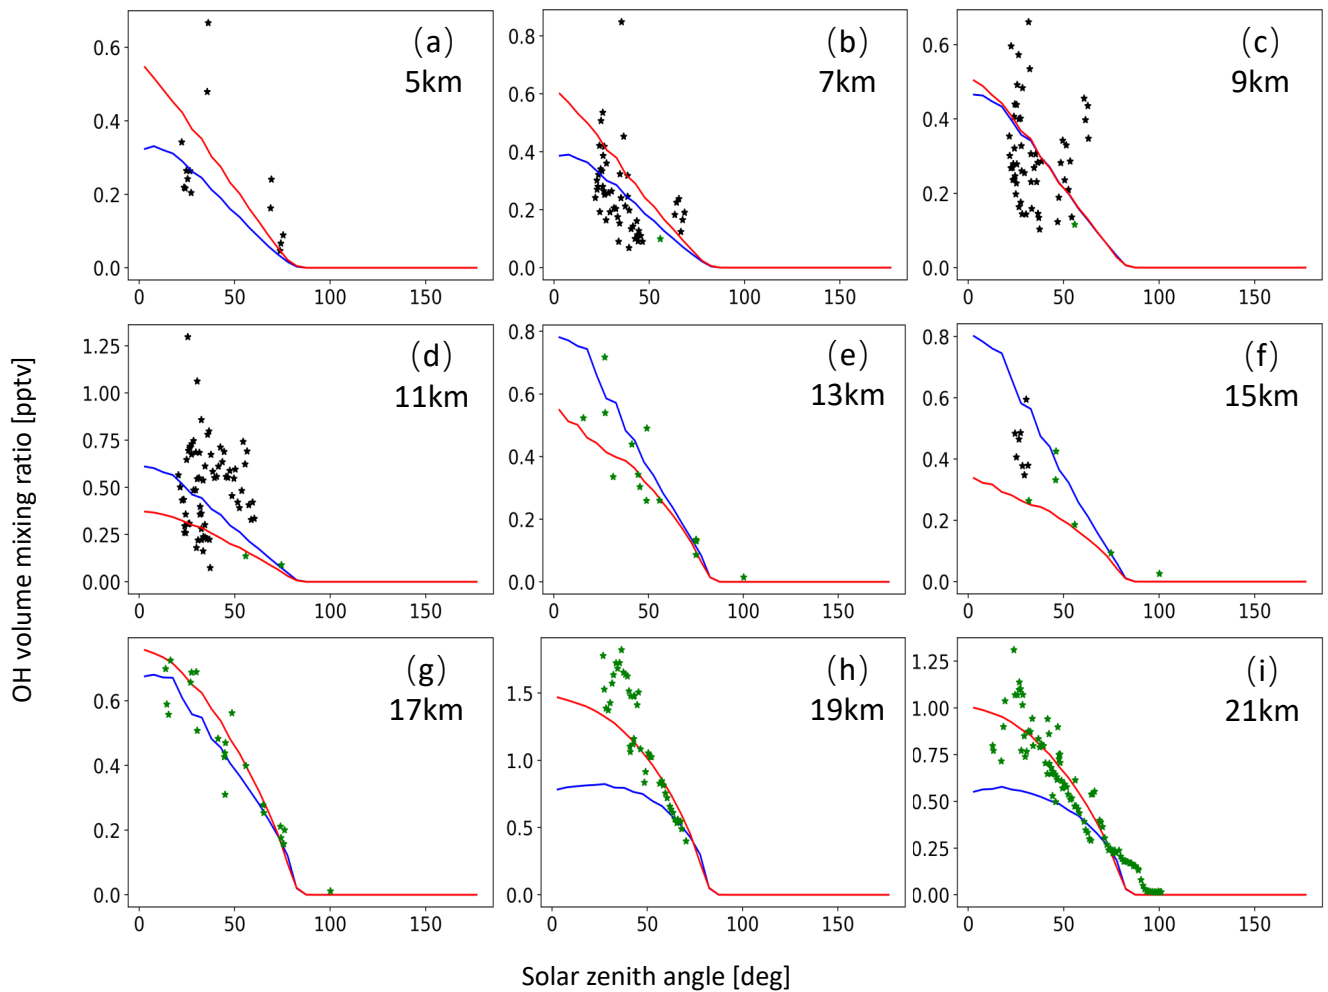 OH volume mixing ratio [pptv]
(a)
5km
0.6
0.4
0.2
0.0
0 50 100 150
(b)
7km
0.8
0.6
0.4
0.2
0.0
0 50 100 150
(c)
9km
0.6
0.4
0.2
0.0
0 50 100 150
(d)
11km
1.25
1.00
0.75
0.50
0.25
0.00
0 50 100 150
(e)
13km
0.8
0.6
0.4
0.2
0.0
0 50 100 150
(f)
15km
0.8
0.6
0.4
0.2
0.0
0 50 100 150
(g)
17km
0.6
0.4
0.2
0.0
0 50 100 150
(h)
19km
1.5
1.0
0.5
0.0
0 50 100 150
(i)
21km
1.25
1.00
0.75
0.50
0.25
0.00
0 50 100 150
Solar zenith angle [deg]